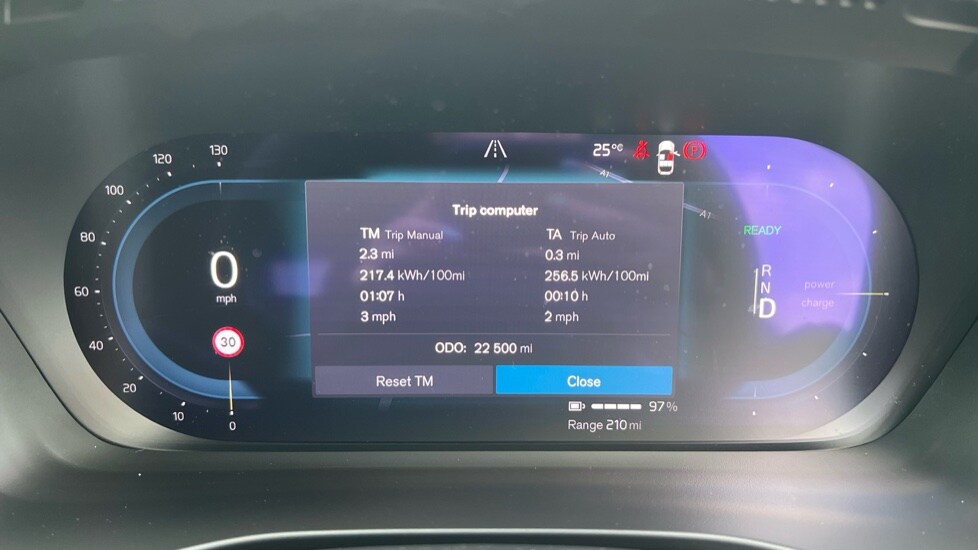 130
120
100
80
60
40
20
10
0
25°C
A1
A1
0
mph
30
Trip computer
TM Trip Manual
2.3 mi
217.4 kWh/100mi
01:07 h
3 mph
TA Trip Auto
0.3 mi
256.5 kWh/100mi
00:10 h
2 mph
ODO: 22 500 mi
Reset TM
Close
97%
Range 210 mi
READY
R
N
D
power
charge
P